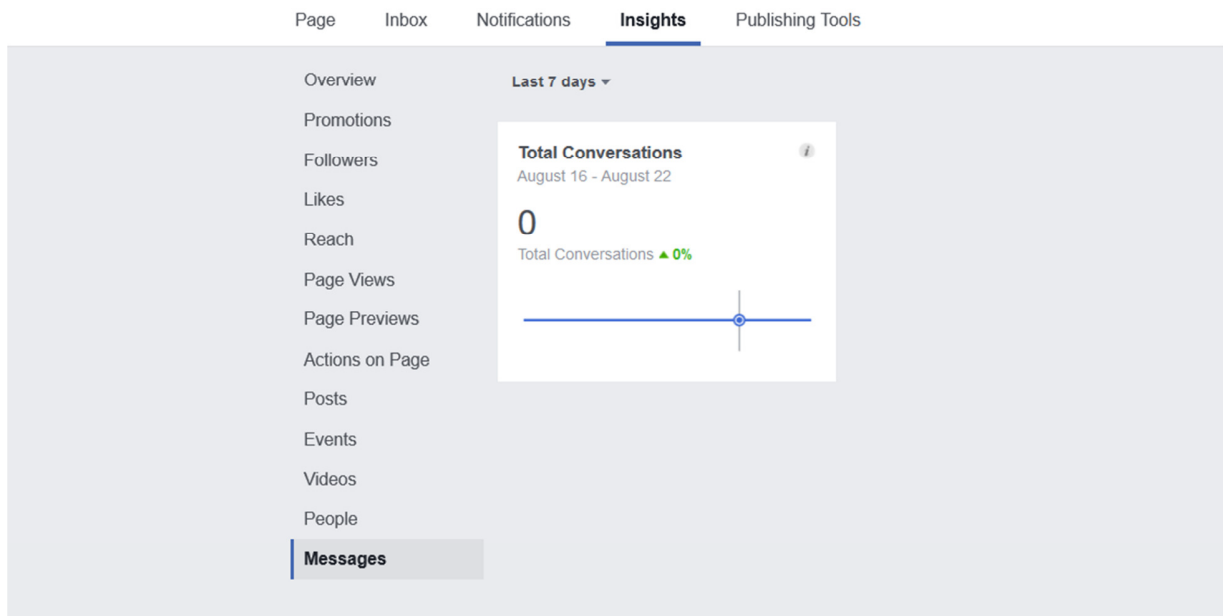 Page Inbox Notifications Insights Publishing Tools
Overview
Promotions
Followers
Likes
Reach
Page Views
Page Previews
Actions on Page
Posts
Events
Videos
People
Messages
Last 7 days
Total Conversations i
August 16 - August 22
0
Total Conversations ▲ 0%